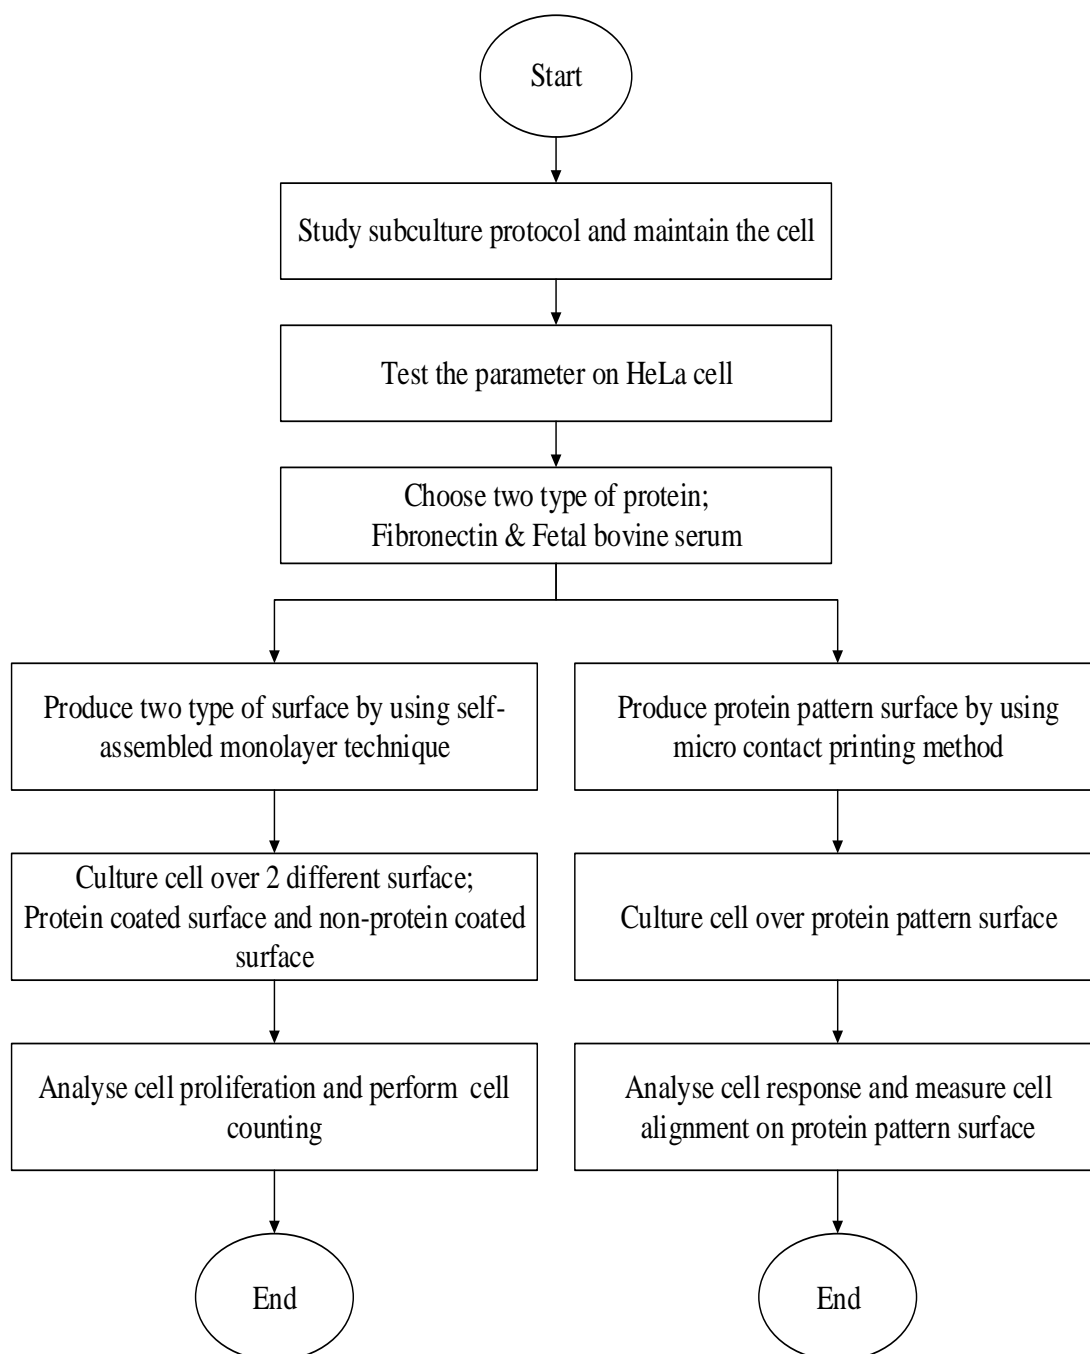 Start
Study subculture protocol and maintain the cell
Test the parameter on HeLa cell
Choose two type of protein;
Fibronectin & Fetal bovine serum
Produce two type of surface by using self-
assembled monolayer technique
Produce protein pattern surface by using
micro contact printing method
Culture cell over 2 different surface;
Protein coated surface and non-protein coated
surface
Culture cell over protein pattern surface
Analyse cell proliferation and perform cell
counting
Analyse cell response and measure cell
alignment on protein pattern surface
End
End